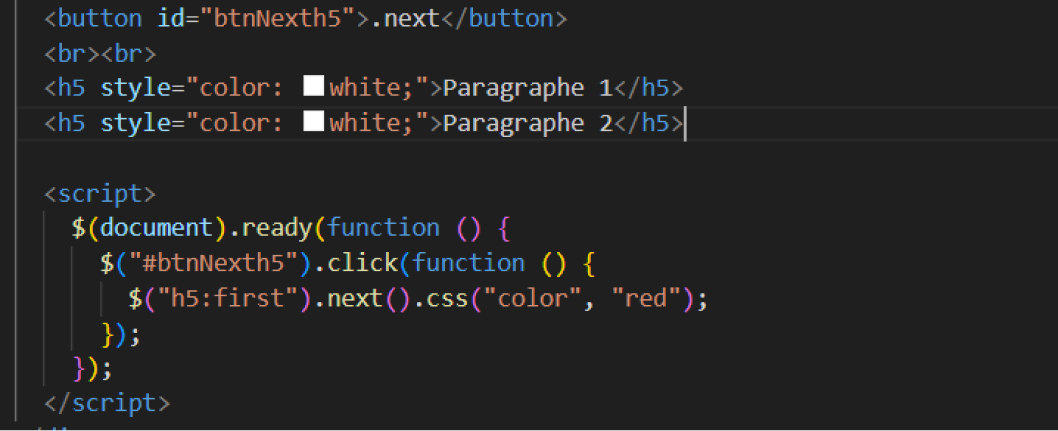 <button id="btnNexth5">.next</button>
<br><br>
<h5 style="color: white;">Paragraphe 1</h5>
<h5 style="color: white;">Paragraphe 2</h5>
<script>
$(document).ready(function () {
$("#btnNexth5").click(function () {
$("h5:first").next().css("color", "red");
});
});
</script>